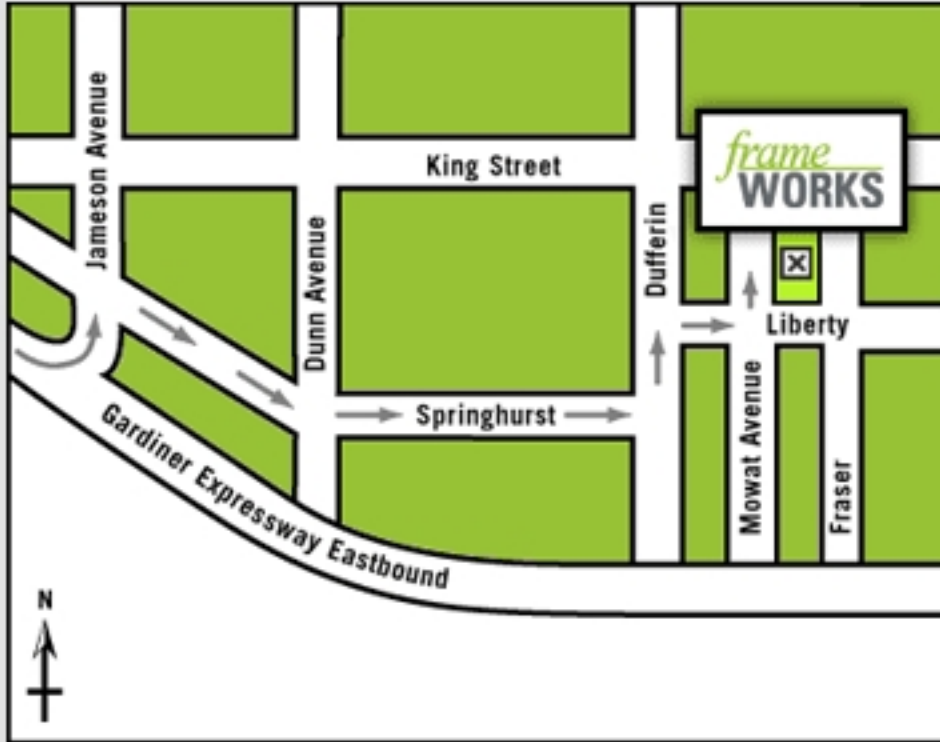 Jameson Avenue
King Street
frame
WORKS
Dunn Avenue
Dufferin
Liberty
Springhurst
Mowat Avenue
Fraser
Gardiner Expressway Eastbound
N